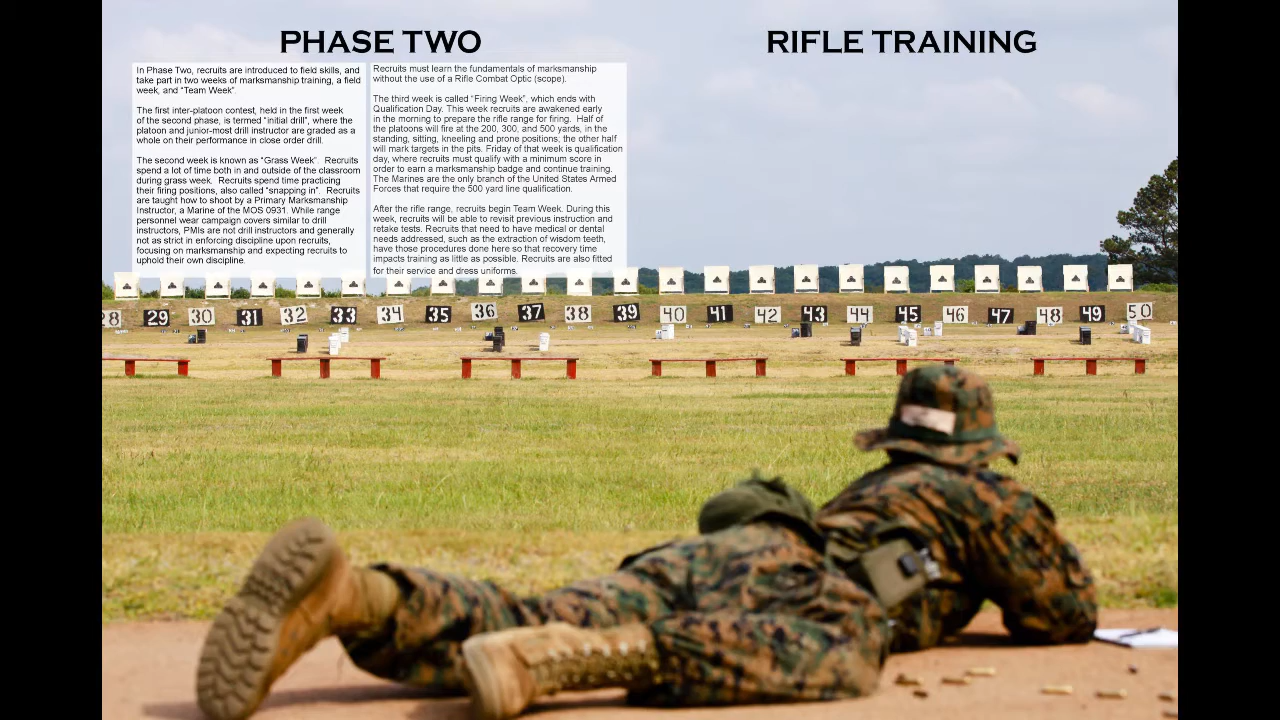 PHASE TWO
RIFLE TRAINING
In Phase Two, recruits are introduced to field skills, and
take part in two weeks of marksmanship training, a field
week, and “Team Week”.
The first inter-platoon contest, held in the first week
of the second phase, is termed “initial drill”, where the
platoon and junior-most drill instructor are graded as a
whole on their performance in close order drill.
The second week is known as “Grass Week”.  Recruits
spend a lot of time both in and outside of the classroom
during grass week.  Recruits spend time practicing
their firing positions, also called “snapping in”.  Recruits
are taught how to shoot by a Primary Marksmanship
Instructor, a Marine of the MOS 0931. While range
personnel wear campaign covers similar to drill
instructors, PMIs are not drill instructors and generally
not as strict in enforcing discipline upon recruits,
focusing on marksmanship and expecting recruits to
uphold their own discipline.
Recruits must learn the fundamentals of marksmanship
without the use of a Rifle Combat Optic (scope).
The third week is called “Firing Week”, which ends with
Qualification Day. This week recruits are awakened early
in the morning to prepare the rifle range for firing.  Half of
the platoons will fire at the 200, 300, and 500 yards, in the
standing, sitting, kneeling and prone positions; the other half
will mark targets in the pits. Friday of that week is qualification
day, where recruits must qualify with a minimum score in
order to earn a marksmanship badge and continue training.
The Marines are the only branch of the United States Armed
Forces that require the 500 yard line qualification.
After the rifle range, recruits begin Team Week. During this
week, recruits will be able to revisit previous instruction and
retake tests. Recruits that need to have medical or dental
needs addressed, such as the extraction of wisdom teeth,
have those procedures done here so that recovery time
impacts training as little as possible. Recruits are also fitted
for their service and dress uniforms.
28 29 30 31 32 33 34 35 36 37 38 39 40 41 42 43 44 45 46 47 48 49 50